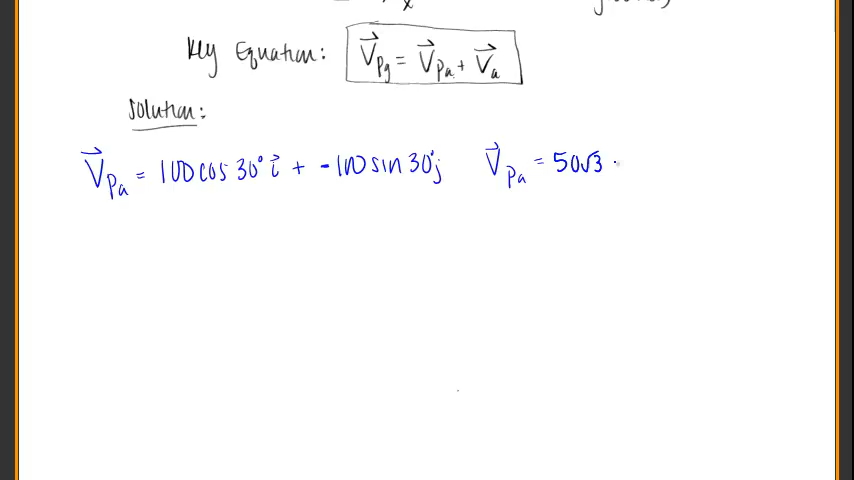 x
Key Equation: V⃗Pg = V⃗Pa + V⃗a
Solution:
V⃗Pa = 100 cos 30° i⃗ + -100 sin 30° j V⃗Pa = 50√3